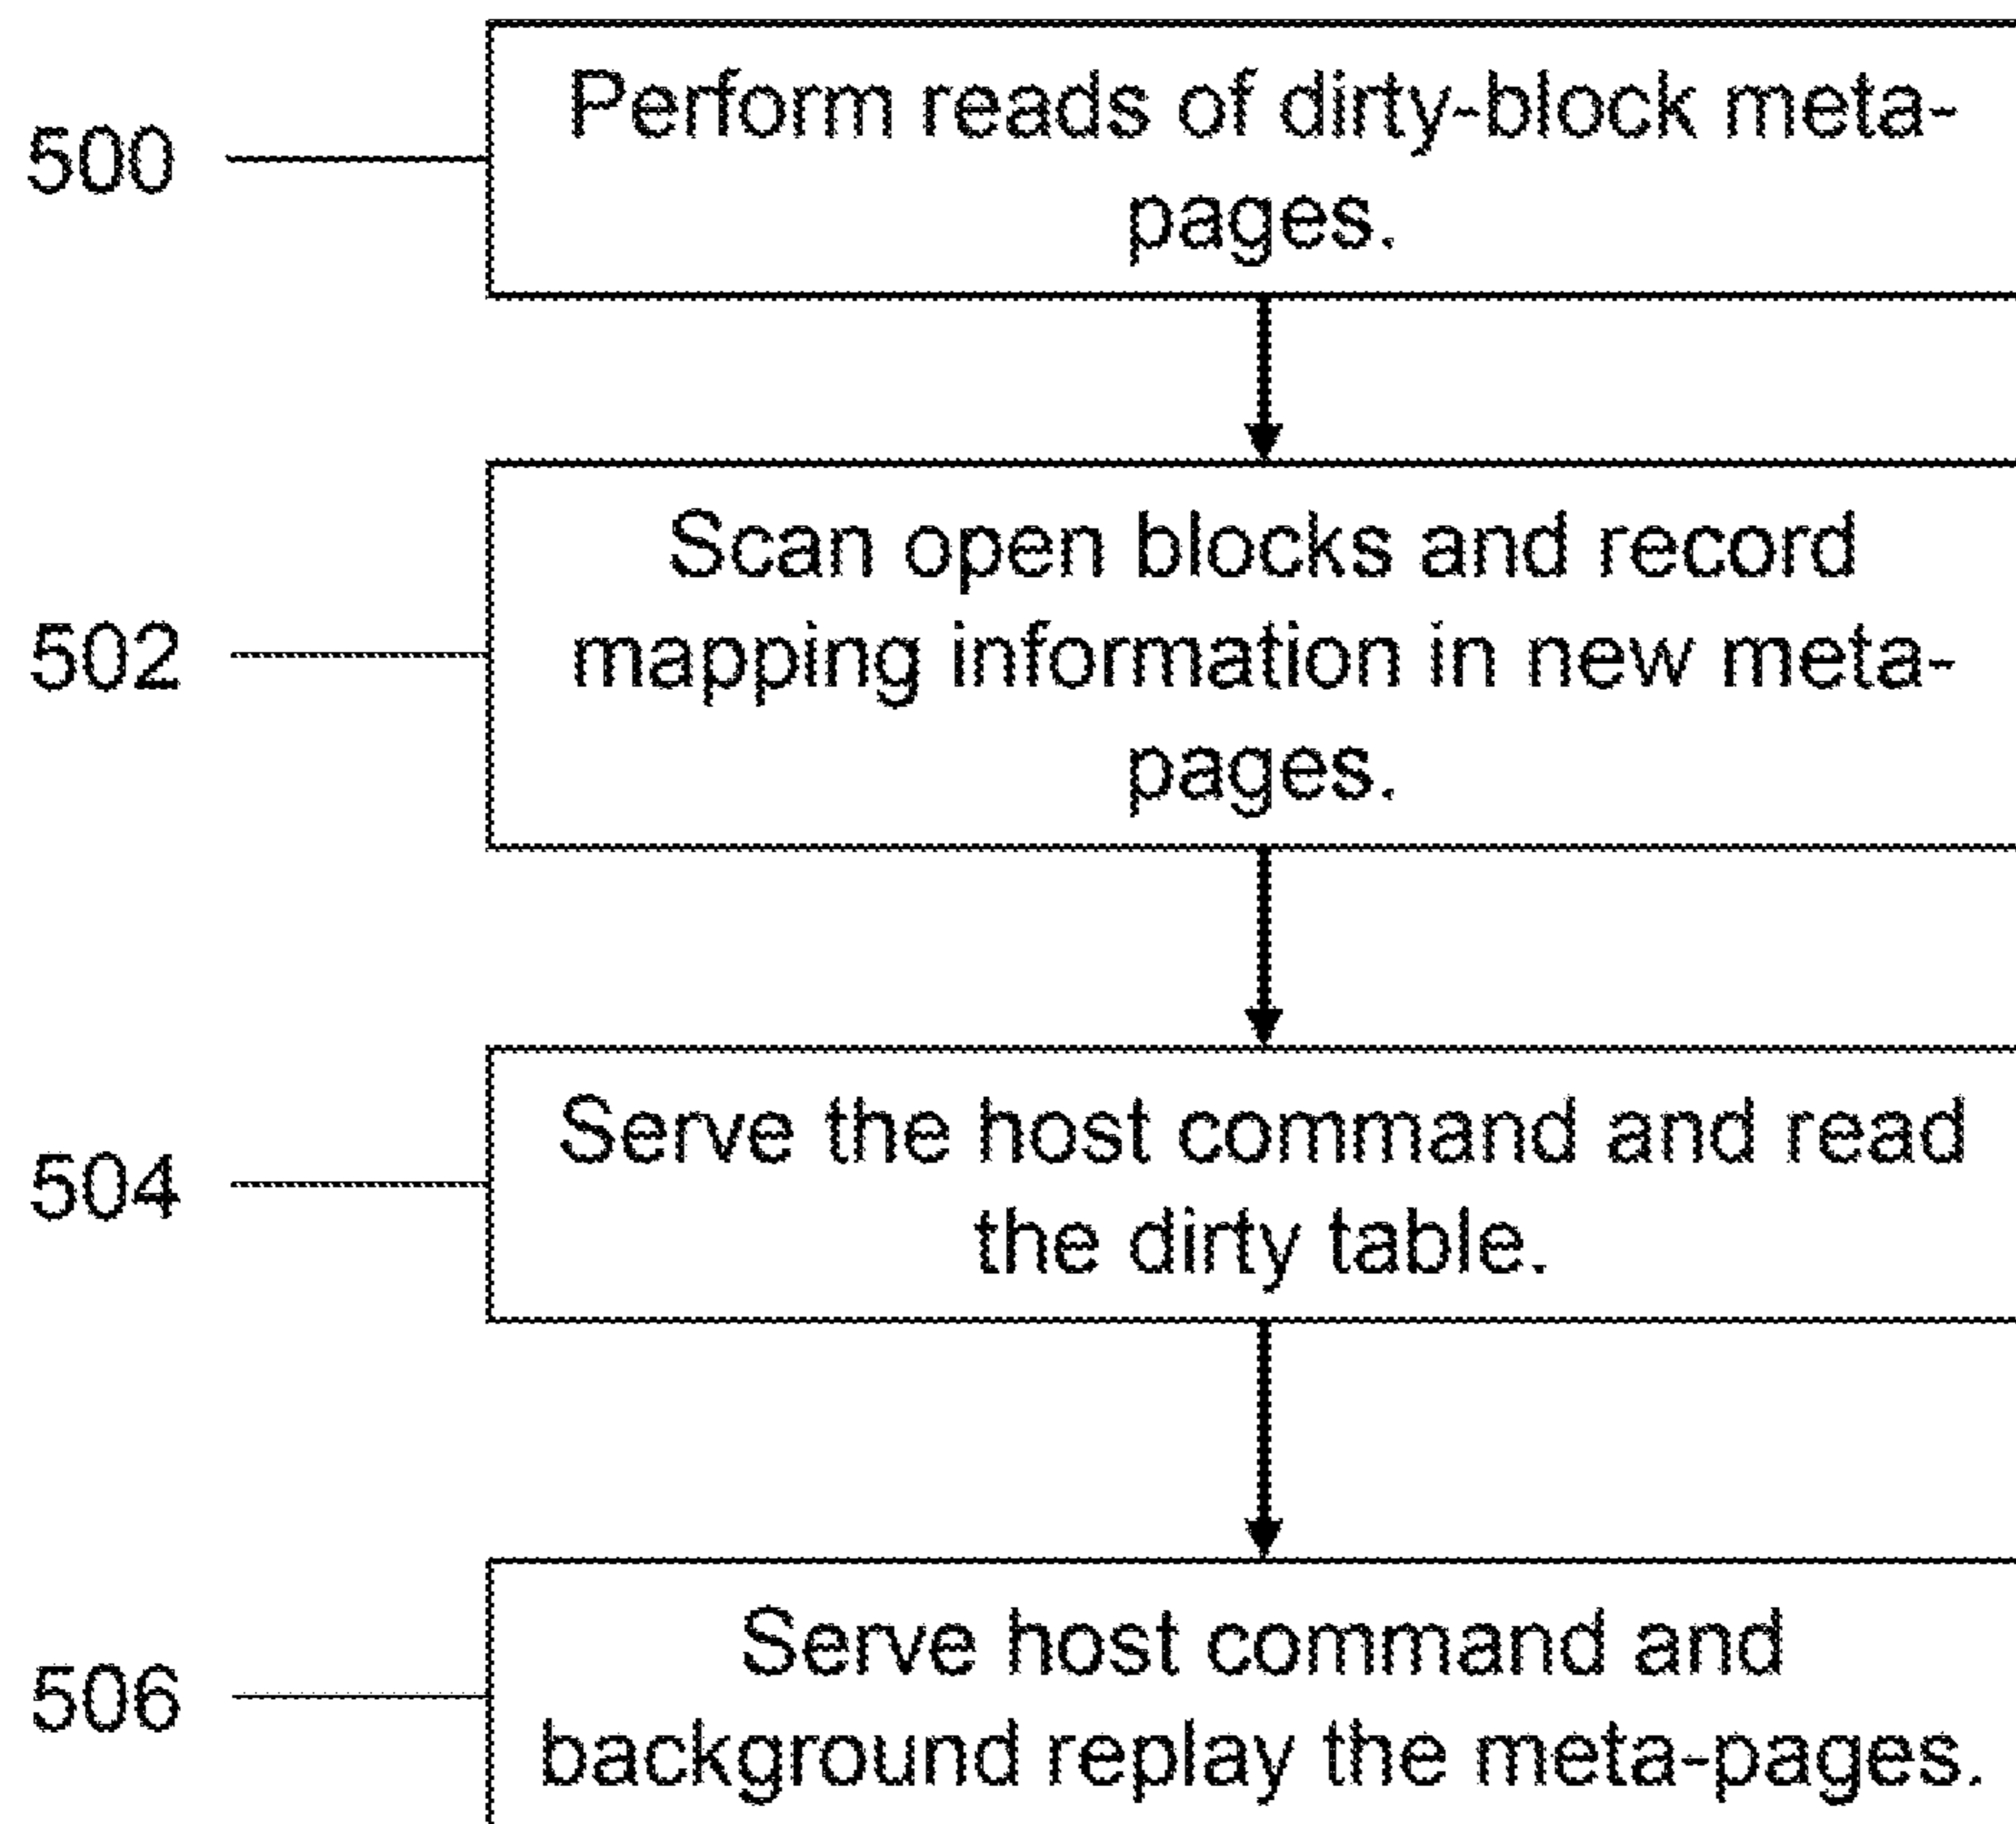 500
Perform reads of dirty-block meta-
pages.
502
Scan open blocks and record
mapping information in new meta-
pages.
504
Serve the host command and read
the dirty table.
506
Serve host command and
background replay the meta-pages.